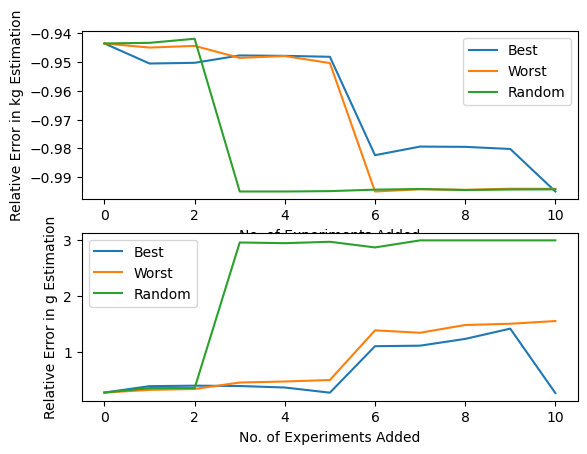 Relative Error in kg Estimation
−0.94
−0.95
−0.96
−0.97
−0.98
−0.99
Best
Worst
Random
0 2 4 6 8 10
No. of Experiments Added
Relative Error in g Estimation
3
2
1
Best
Worst
Random
0 2 4 6 8 10
No. of Experiments Added